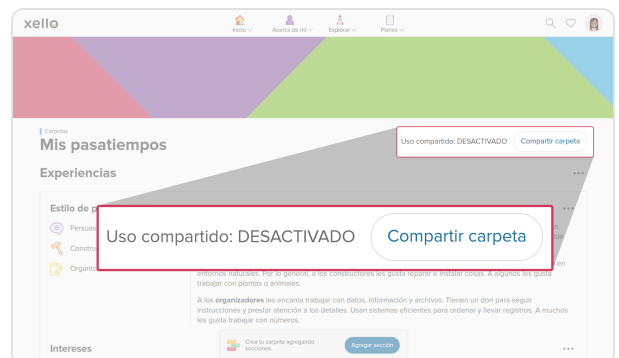 xello
Inicio
Acerca de mí
Explorar
Planes
Carpetas
Mis pasatiempos
Uso compartido: DESACTIVADO
Compartir carpeta
Experiencias
Estilo de p
Uso compartido: DESACTIVADO
Compartir carpeta
Persuas
Constru
Organiz
en
entornos naturales. Por lo general, a los constructores les gusta reparar e instalar cosas. A algunos les gusta
trabajar con plantas o animales.
A los organizadores les encanta trabajar con datos, información y archivos. Tienen un don para seguir
instrucciones y prestar atención a los detalles. Usan sistemas eficientes para ordenar y llevar registros. A muchos
les gusta trabajar con números.
Crea tu carpeta agregando
secciones.
Agregar sección
Intereses